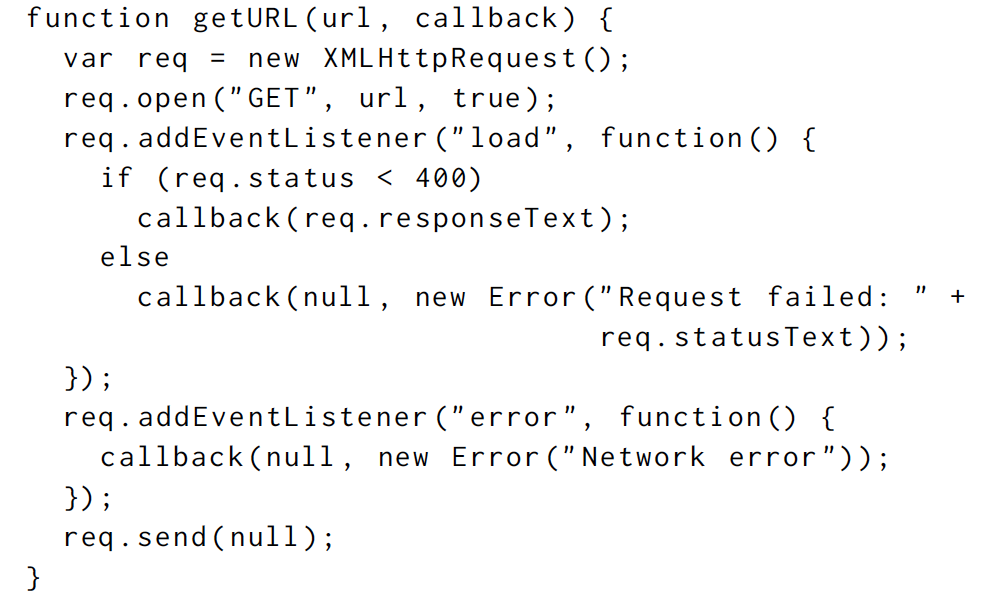 function getURL(url, callback) {
  var req = new XMLHttpRequest();
  req.open("GET", url, true);
  req.addEventListener("load", function() {
    if (req.status < 400)
      callback(req.responseText);
    else
      callback(null, new Error("Request failed: " +
                               req.statusText));
  });
  req.addEventListener("error", function() {
    callback(null, new Error("Network error"));
  });
  req.send(null);
}